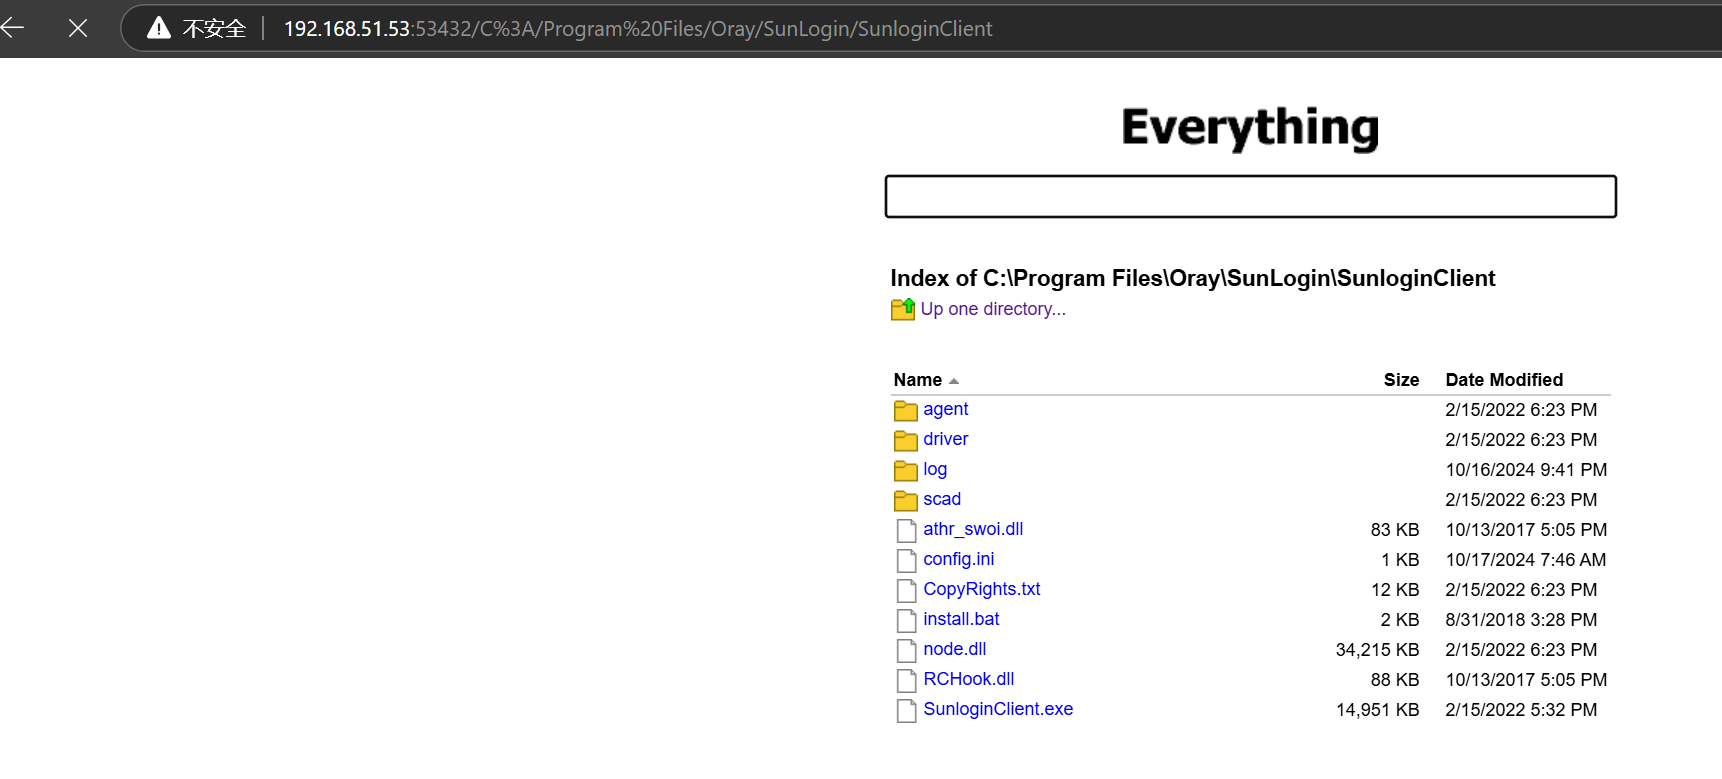 不安全 192.168.51.53:53432/C%3A/Program%20Files/Oray/SunLogin/SunloginClient
Everything
Index of C:\Program Files\Oray\SunLogin\SunloginClient
Up one directory...
Name Size Date Modified
agent 2/15/2022 6:23 PM
driver 2/15/2022 6:23 PM
log 10/16/2024 9:41 PM
scad 2/15/2022 6:23 PM
athr_swoi.dll 83 KB 10/13/2017 5:05 PM
config.ini 1 KB 10/17/2024 7:46 AM
CopyRights.txt 12 KB 2/15/2022 6:23 PM
install.bat 2 KB 8/31/2018 3:28 PM
node.dll 34,215 KB 2/15/2022 6:23 PM
RCHook.dll 88 KB 10/13/2017 5:05 PM
SunloginClient.exe 14,951 KB 2/15/2022 5:32 PM